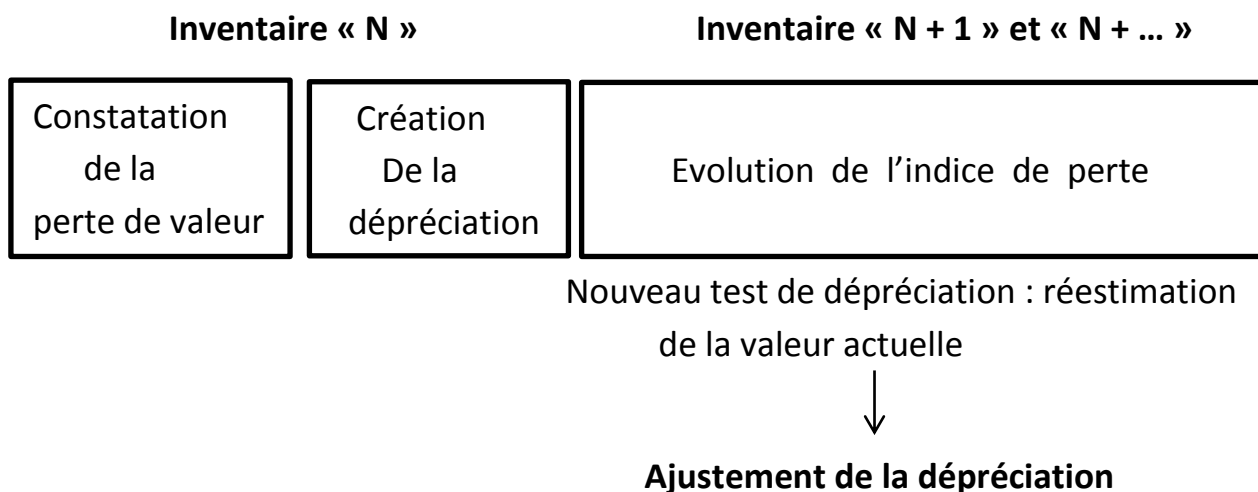 Inventaire « N »
Inventaire « N + 1 » et « N + ... »
Constatation
de la
perte de valeur
Création
De la
dépréciation
Evolution de l’indice de perte
Nouveau test de dépréciation : réestimation
de la valeur actuelle
Ajustement de la dépréciation